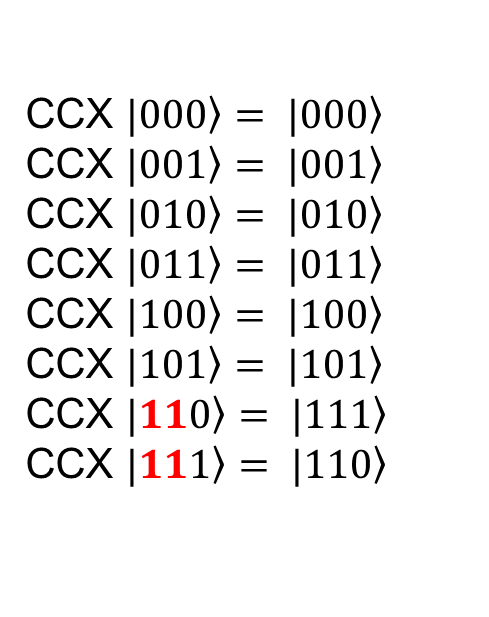 CCX |000⟩ = |000⟩
CCX |001⟩ = |001⟩
CCX |010⟩ = |010⟩
CCX |011⟩ = |011⟩
CCX |100⟩ = |100⟩
CCX |101⟩ = |101⟩
CCX |110⟩ = |111⟩
CCX |111⟩ = |110⟩